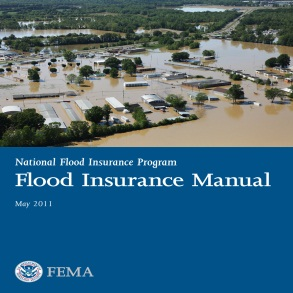 National Flood Insurance Program
Flood Insurance Manual
May 2011
FEMA